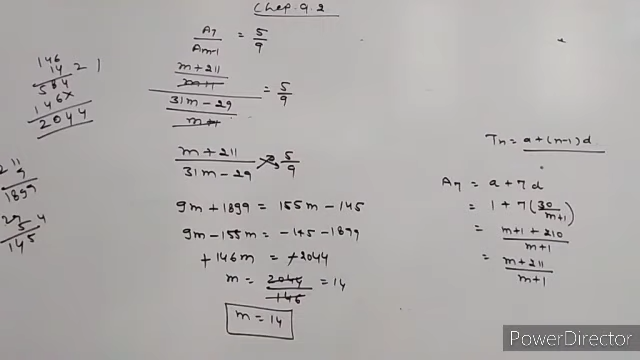 Chap 9.2
A7/Am-1 = 5/9
(m+211/m+1)/(31m-29/m+1) = 5/9
m+211/31m-29 = 5/9
9m+1899 = 155m-145
9m-155m = -145-1899
+146m = +2044
m = 2044/146 = 14
m = 14
146
14
584
146x
2044
211
9
1899
29
5
145
Tn = a+(n-1)d
A7 = a+7d
= 1+7(30/m+1)
= m+1+210/m+1
= m+211/m+1
PowerDirector